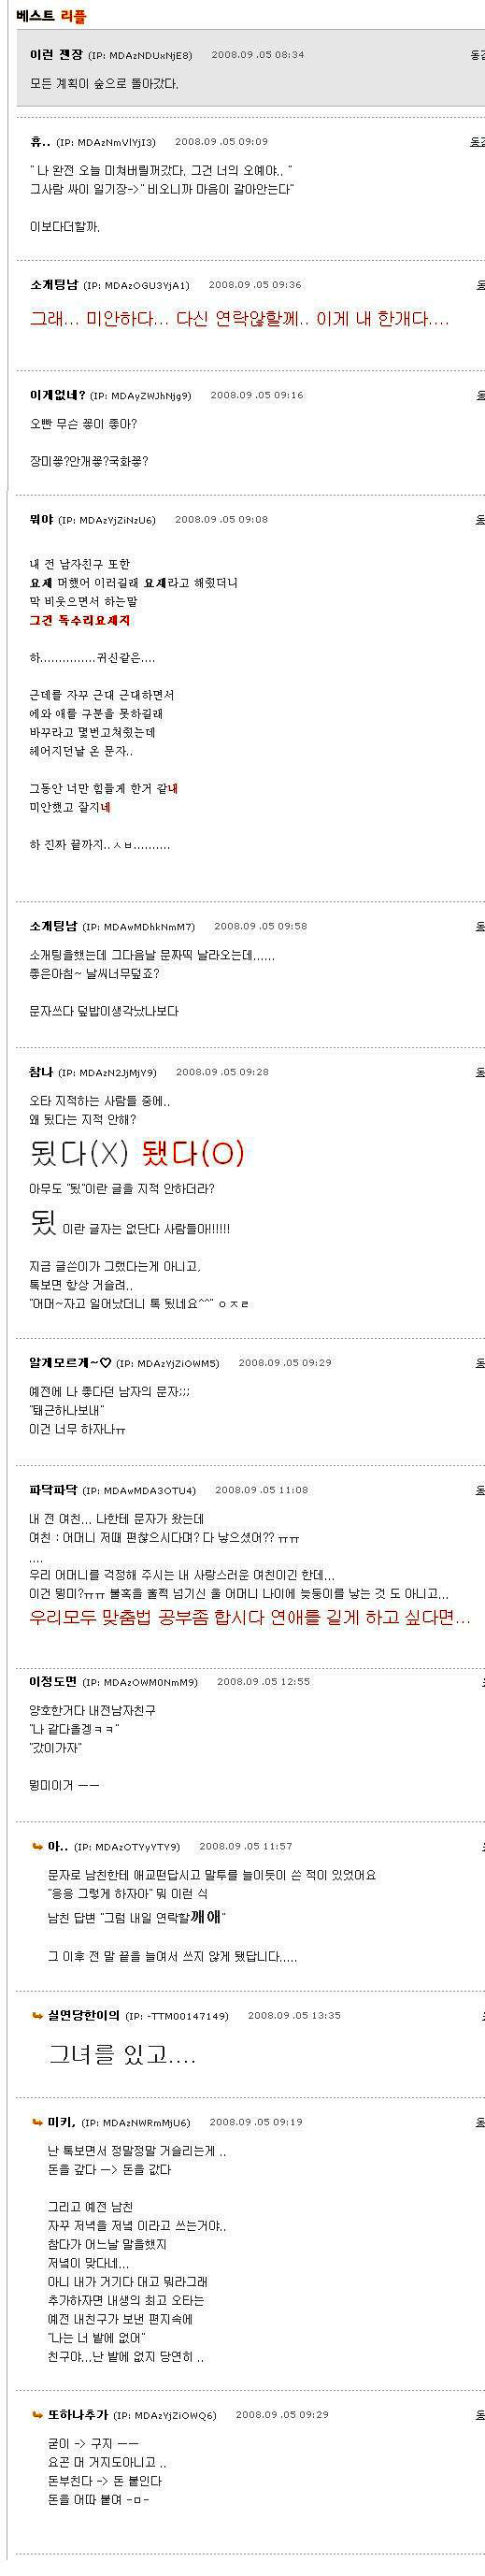 베스트 리플
이런 젠장 (IP: MDAzNDUxNjE8) 2008.09 .05 08:34
모든 계획이 숲으로 돌아갔다.
휴.. (IP: MDAzNmVlYjI3) 2008.09 .05 09:09
" 나 완전 오늘 미쳐버릴꺼갔다. 그건 너의 오예야.. "
그사람 싸이 일기장->" 비오니까 마음이 갈아안는다"
이보다더할까.
소개팅남 (IP: MDAzOGU3YjA1) 2008.09 .05 09:36
그래... 미안하다... 다신 연락않할께.. 이게 내 한개다....
이게없네? (IP: MDAyZWJhNjg9) 2008.09 .05 09:16
오빤 무슨 꽃이 좋아?
장미꽃?안개꽃?국화꽃?
뭐야 (IP: MDAzYjZiNzU6) 2008.09 .05 09:08
내 전 남자친구 또한
요세 머했어 이러길래 요새라고 해줬더니
막 비웃으면서 하는말
그건 독수리요세지
하...............귀신같은....
근데를 자꾸 근대 근대하면서
에와 애를 구분을 못하길래
바꾸라고 몇번고쳐줬는데
헤어지던날 온 문자..
그동안 너만 힘들게 한거 같내
미안했고 잘지네
하 진짜 끝까지..ㅅㅂ..........
소개팅남 (IP: MDAwMDhkNmM7) 2008.09 .05 09:58
소개팅을했는데 그다음날 문짜띡 날라오는데......
좋은아침~ 날씨너무덮죠?
문자쓰다 덮밥이생각났나보다
참나 (IP: MDAzN2JjMjY9) 2008.09 .05 09:28
오타 지적하는 사람들 중에..
왜 됬다는 지적 안해?
됬다(X) 됐다(O)
아무도 "됬"이란 글을 지적 안하더라?
됬 이란 글자는 없단다 사람들아!!!!!!
지금 글쓴이가 그랬다는게 아니고,
톡보면 항상 거슬려..
"어머~자고 일어났더니 톡 됬네요^^" ㅇㅈㄹ
알게모르게~♡ (IP: MDAzYjZiOWM5) 2008.09 .05 09:29
예전에 나 좋다던 남자의 문자;;;
"퇘근하나보내"
이건 너무 하자나ㅠ
파닥파닥 (IP: MDAwMDA3OTU4) 2008.09 .05 11:08
내 전 여친... 나한테 문자가 왔는데
여친 : 어머니 저때 편찮으시다며? 다 낳으셨어?? ㅠㅠ
....
우리 어머니를 걱정해 주시는 내 사랑스러운 여친이긴 한데...
이건 뭥미?ㅠㅠ 불혹을 훌쩍 넘기신 울 어머니 나이에 늦둥이를 낳는 것 도 아니고...
우리모두 맞춤법 공부좀 합시다 연애를 길게 하고 싶다면...
이정도면 (IP: MDAzOWM0NmM9) 2008.09 .05 12:55
양호한거다 내전남자친구
"나 같다올겡ㅋㅋ"
"갔이가자"
뭥미이거 ㅡㅡ
아.. (IP: MDAzOTYyYTY9) 2008.09 .05 11:57
문자로 남친한테 애교떤답시고 말투를 늘이듯이 쓴 적이 있었어요
"응응 그렇게 하자아" 뭐 이런 식
남친 답변 "그럼 내일 연락할깨애"
그 이후 전 말 끝을 늘여서 쓰지 않게 됐답니다.....
실연당한이의 (IP: -TTM00147149) 2008.09 .05 13:35
그녀를 있고....
미키, (IP: MDAzNWRmMjU6) 2008.09 .05 09:19
난 톡보면서 정말정말 거슬리는게 ..
돈을 갚다 ㅡ> 돈을 값다
그리고 예전 남친
자꾸 저녁을 저녘 이라고 쓰는거야..
참다가 어느날 말을했지
저녘이 맞다네...
아니 내가 거기다 대고 뭐라그래
추가하자면 내생의 최고 오타는
예전 내친구가 보낸 편지속에
"나는 너 밭에 없어"
친구야...난 밭에 없지 당연히 ..
또하나추가 (IP: MDAzYjZiOWQ6) 2008.09 .05 09:29
굳이 -> 구지 ㅡㅡ
요곤 머 거지도아니고 ..
돈부친다 -> 돈 붙인다
돈을 어따 붙여 -ㅁ-